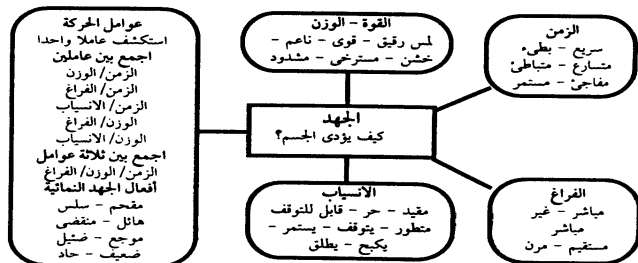 الزمن
سريع - بطىء
متسارع - متباطئ
مفاجئ - مستمر
القوة - الوزن
لمس رقيق - قوى - ناعم -
خشن - مسترخى - مشدود
عوامل الحركة
استكشف عاملا واحدا
اجمع بين عاملين
الزمن/ الوزن
الزمن/ الفراغ
الزمن/ الانسياب
الوزن/ الفراغ
الوزن/ الانسياب
اجمع بين ثلاثة عوامل
الزمن/ الوزن/ الفراغ
أفعال الجهد النمائية
مقحم - سلس
هائل - منقضى
موجع - ضئيل
ضعيف - حاد
الجهد
كيف يؤدى الجسم؟
الفراغ
مباشر - غير
مباشر
مستقيم - مرن
الانسياب
مقيد - حر - قابل للتوقف
متطور - يتوقف - يستمر -
يكبح - يطلق